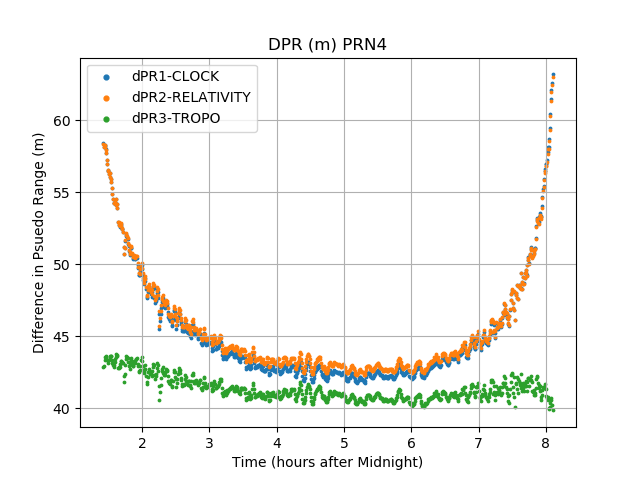 DPR (m) PRN4
dPR1-CLOCK
dPR2-RELATIVITY
dPR3-TROPO
Difference in Psuedo Range (m)
60
55
50
45
40
2 3 4 5 6 7 8
Time (hours after Midnight)